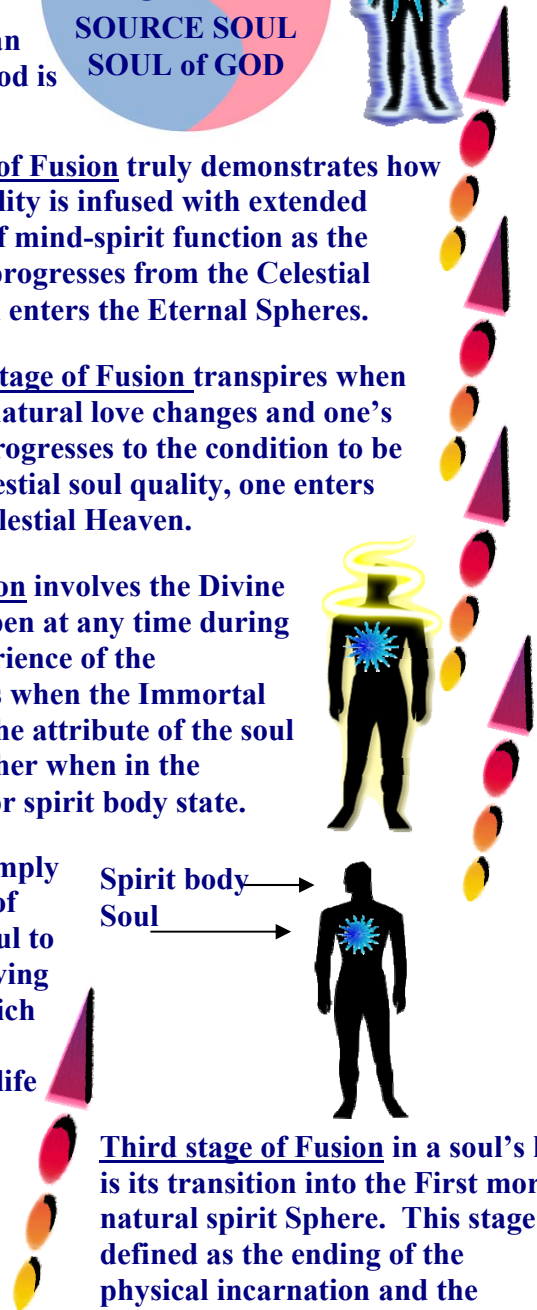 SOURCE SOUL
SOUL of GOD
an
od is
of Fusion truly demonstrates how
lity is infused with extended
f mind-spirit function as the
progresses from the Celestial
enters the Eternal Spheres.
tage of Fusion transpires when
natural love changes and one's
rogresses to the condition to be
estial soul quality, one enters
lestial Heaven.
on involves the Divine
pen at any time during
rience of the
s when the Immortal
he attribute of the soul
her when in the
or spirit body state.
mply
of
ul to
ying
ich
life
Spirit body
Soul
Third stage of Fusion in a soul's l
is its transition into the First mor
natural spirit Sphere. This stage
defined as the ending of the
physical incarnation and the